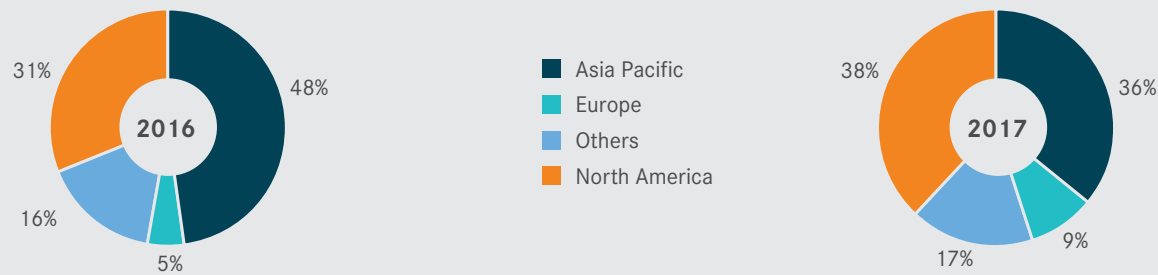 31%
48%
2016
16%
5%
Asia Pacific
Europe
Others
North America
38%
36%
2017
17%
9%